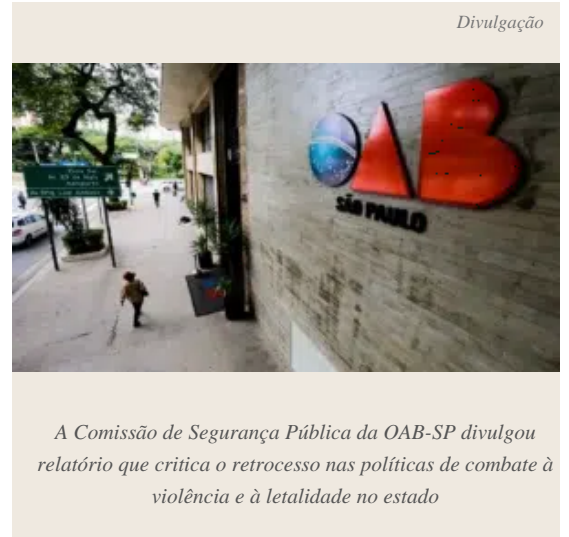 Divulgação
OAB
SÃO PAULO
A Comissão de Segurança Pública da OAB-SP divulgou
relatório que critica o retrocesso nas políticas de combate à
violência e à letalidade no estado